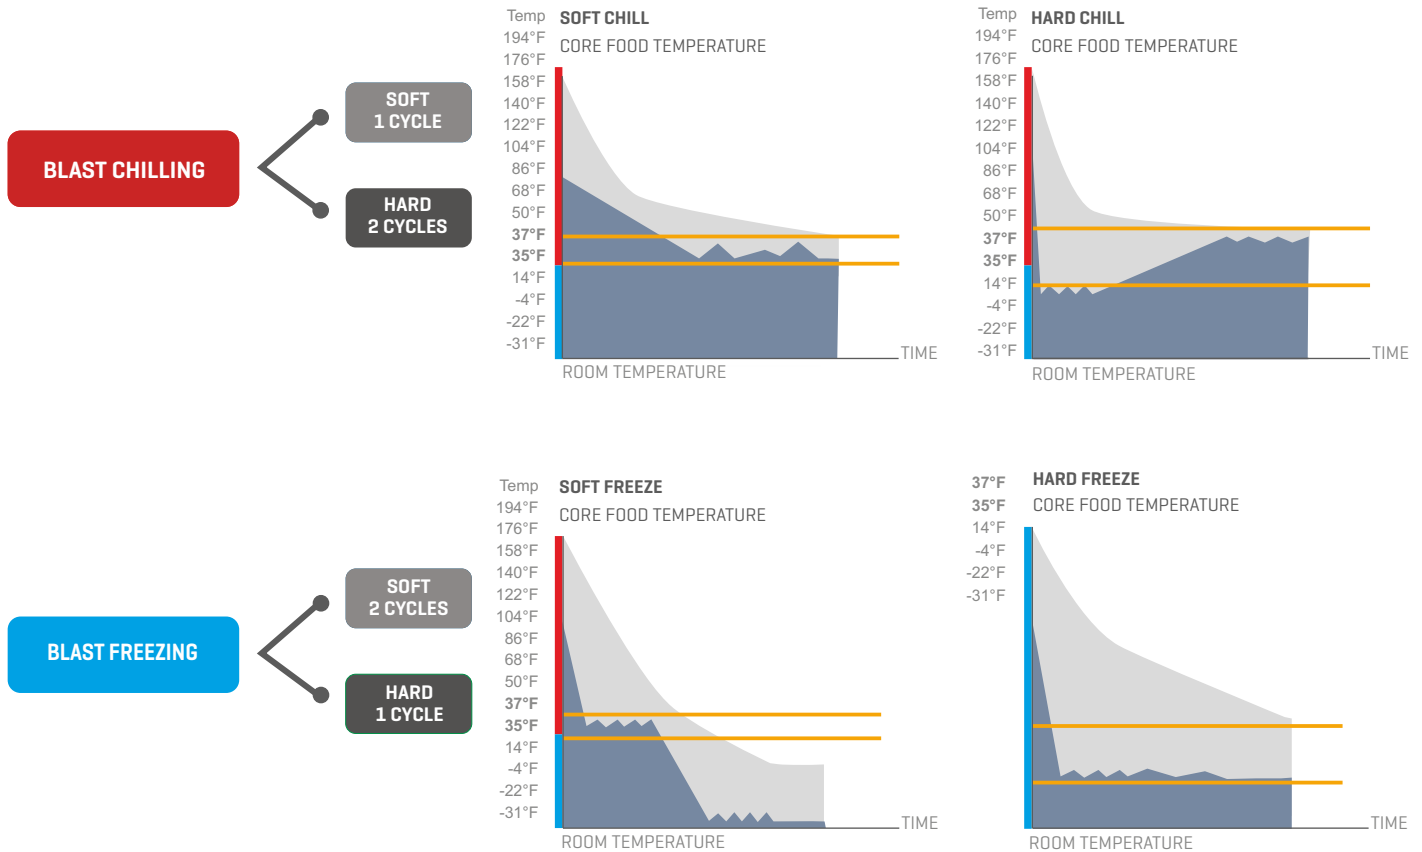 BLAST CHILLING
SOFT
1 CYCLE
HARD
2 CYCLES
Temp
194°F
176°F
158°F
140°F
122°F
104°F
86°F
68°F
50°F
37°F
35°F
14°F
-4°F
-22°F
-31°F
SOFT CHILL
CORE FOOD TEMPERATURE
TIME
ROOM TEMPERATURE
Temp
194°F
176°F
158°F
140°F
122°F
104°F
86°F
68°F
50°F
37°F
35°F
14°F
-4°F
-22°F
-31°F
HARD CHILL
CORE FOOD TEMPERATURE
TIME
ROOM TEMPERATURE
BLAST FREEZING
SOFT
2 CYCLES
HARD
1 CYCLE
Temp
194°F
176°F
158°F
140°F
122°F
104°F
86°F
68°F
50°F
37°F
35°F
14°F
-4°F
-22°F
-31°F
SOFT FREEZE
CORE FOOD TEMPERATURE
TIME
ROOM TEMPERATURE
37°F
35°F
14°F
-4°F
-22°F
-31°F
HARD FREEZE
CORE FOOD TEMPERATURE
TIME
ROOM TEMPERATURE